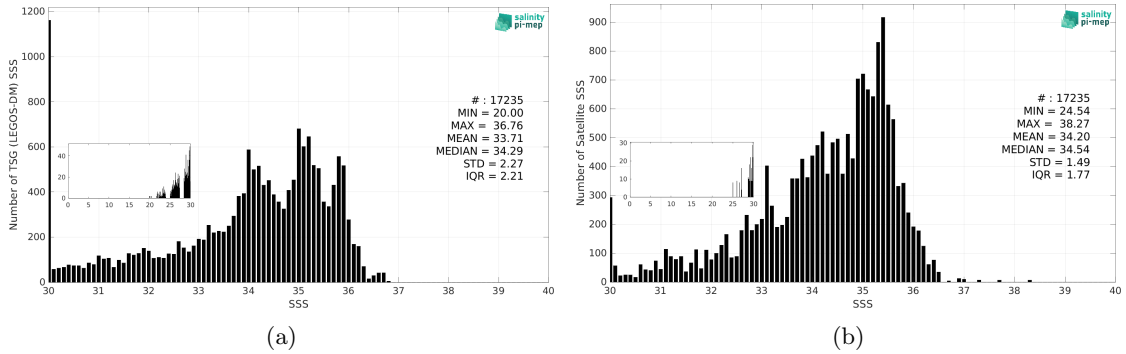 salinity
pi-mep
Number of TSG (LEGOS-DM) SSS
1200
1000
800
600
400
200
0
# : 17235
MIN = 20.00
MAX = 36.76
MEAN = 33.71
MEDIAN = 34.29
STD = 2.27
IQR = 2.21
40
20
0
0 5 10 15 20 25 30
30 31 32 33 34 35 36 37 38 39 40
SSS
(a)
salinity
pi-mep
Number of Satellite SSS
900
800
700
600
500
400
300
200
100
0
# : 17235
MIN = 24.54
MAX = 38.27
MEAN = 34.20
MEDIAN = 34.54
STD = 1.49
IQR = 1.77
30
20
10
0
0 5 10 15 20 25 30
30 31 32 33 34 35 36 37 38 39 40
SSS
(b)